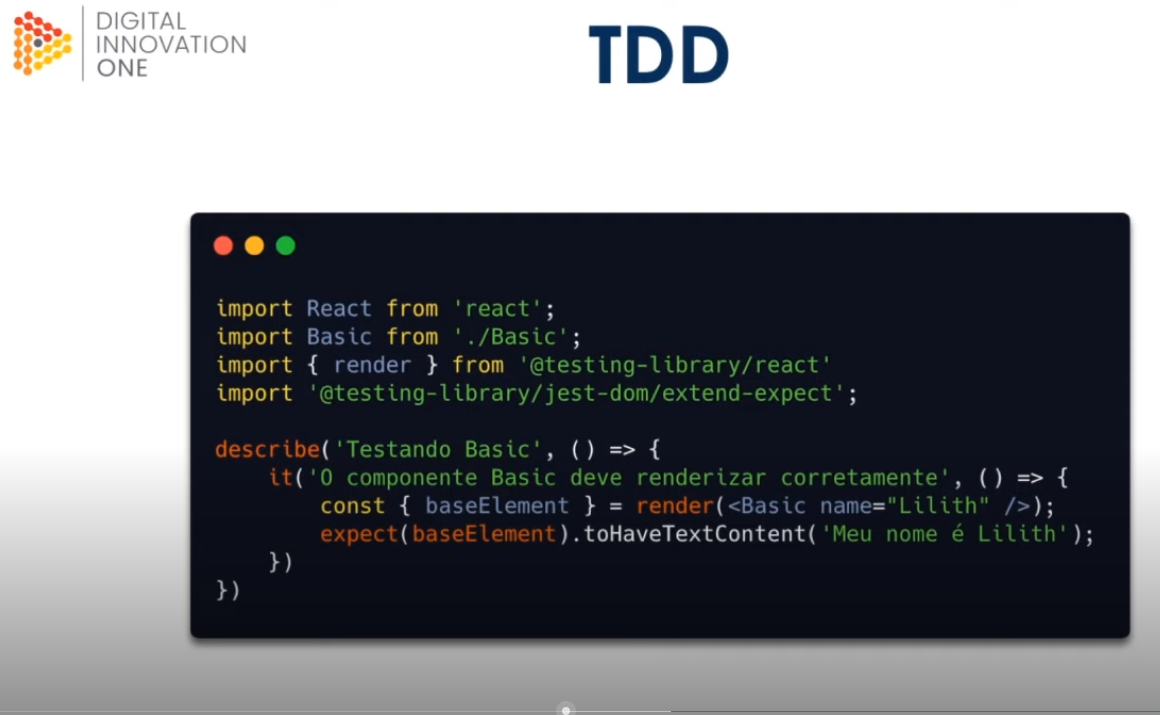 DIGITAL
INNOVATION
ONE
TDD
import React from 'react';
import Basic from './Basic';
import { render } from '@testing-library/react'
import '@testing-library/jest-dom/extend-expect';
describe('Testando Basic', () => {
    it('O componente Basic deve renderizar corretamente', () => {
        const { baseElement } = render(<Basic name="Lilith" />);
        expect(baseElement).toHaveTextContent('Meu nome é Lilith');
    })
})